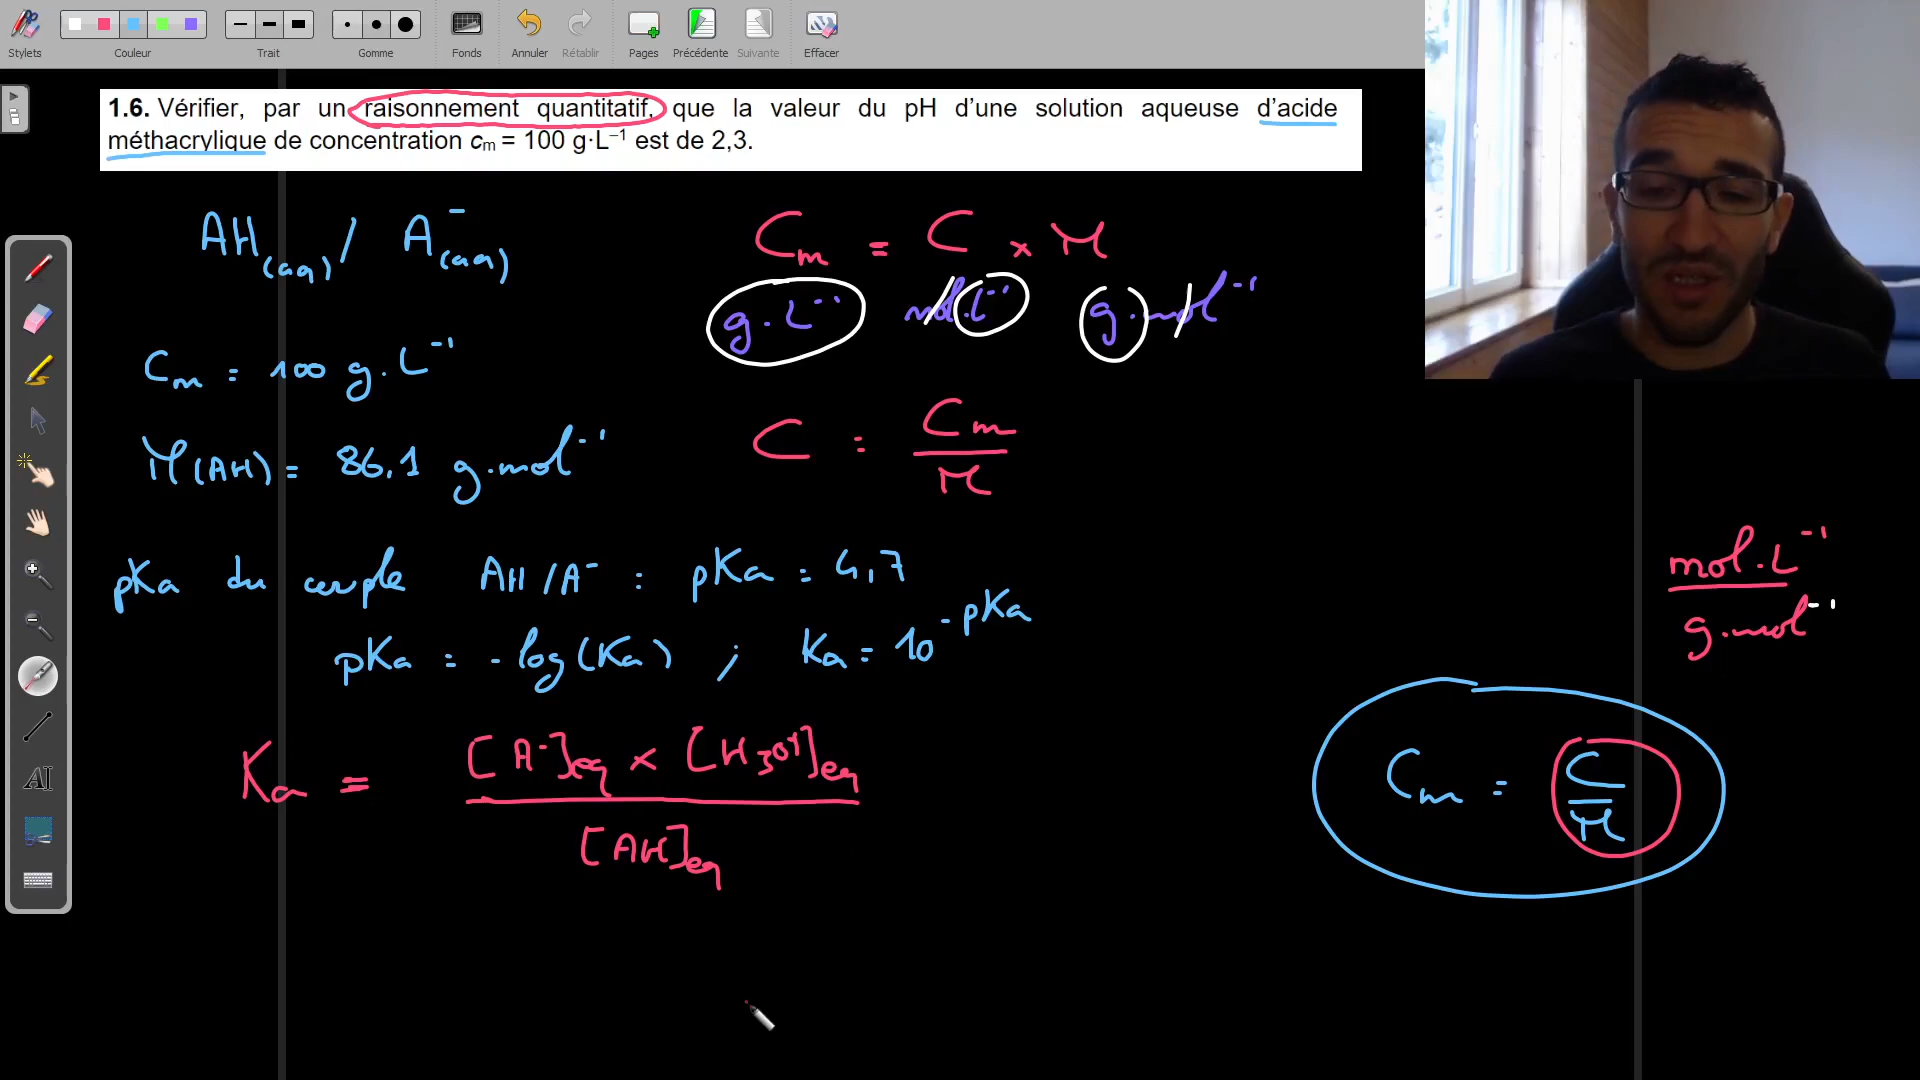 Stylets Couleur Trait Gomme Fonds Annuler Rétablir Pages Précédente Suivante Effacer
1.6. Vérifier, par un raisonnement quantitatif, que la valeur du pH d’une solution aqueuse d’acide
méthacrylique de concentration cm = 100 g·L⁻¹ est de 2,3.
AH(aq) / A⁻(aq)
Cm = 100 g.L⁻¹
M(AH) = 86,1 g.mol⁻¹
Cm = C × M
g.L⁻¹ mol.L⁻¹ g.mol⁻¹
C = Cm / M
pKa du couple AH/A⁻ : pKa = 4,7
pKa = -log(Ka) ; Ka = 10^-pKa
Ka = [A⁻]eq × [H3O⁺]eq
[AH]eq
mol.L⁻¹
g.mol⁻¹
Cm = C / M
AI